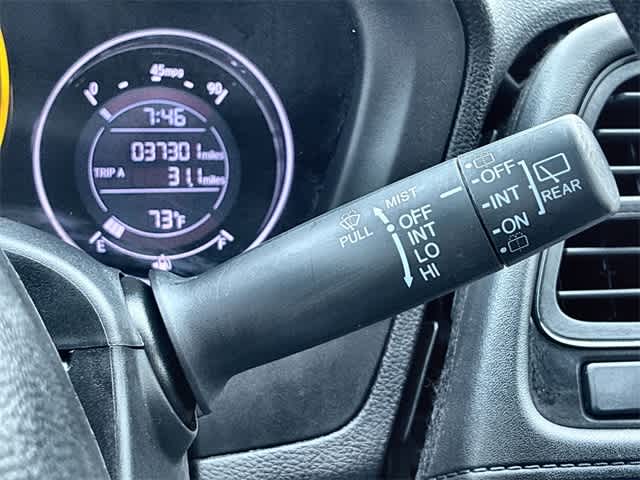 45mpg
0 90
7:46
037301 miles
TRIP A 31.1 miles
73°F
E F
PULL
MIST
OFF
INT
LO
HI
OFF
INT
ON
REAR